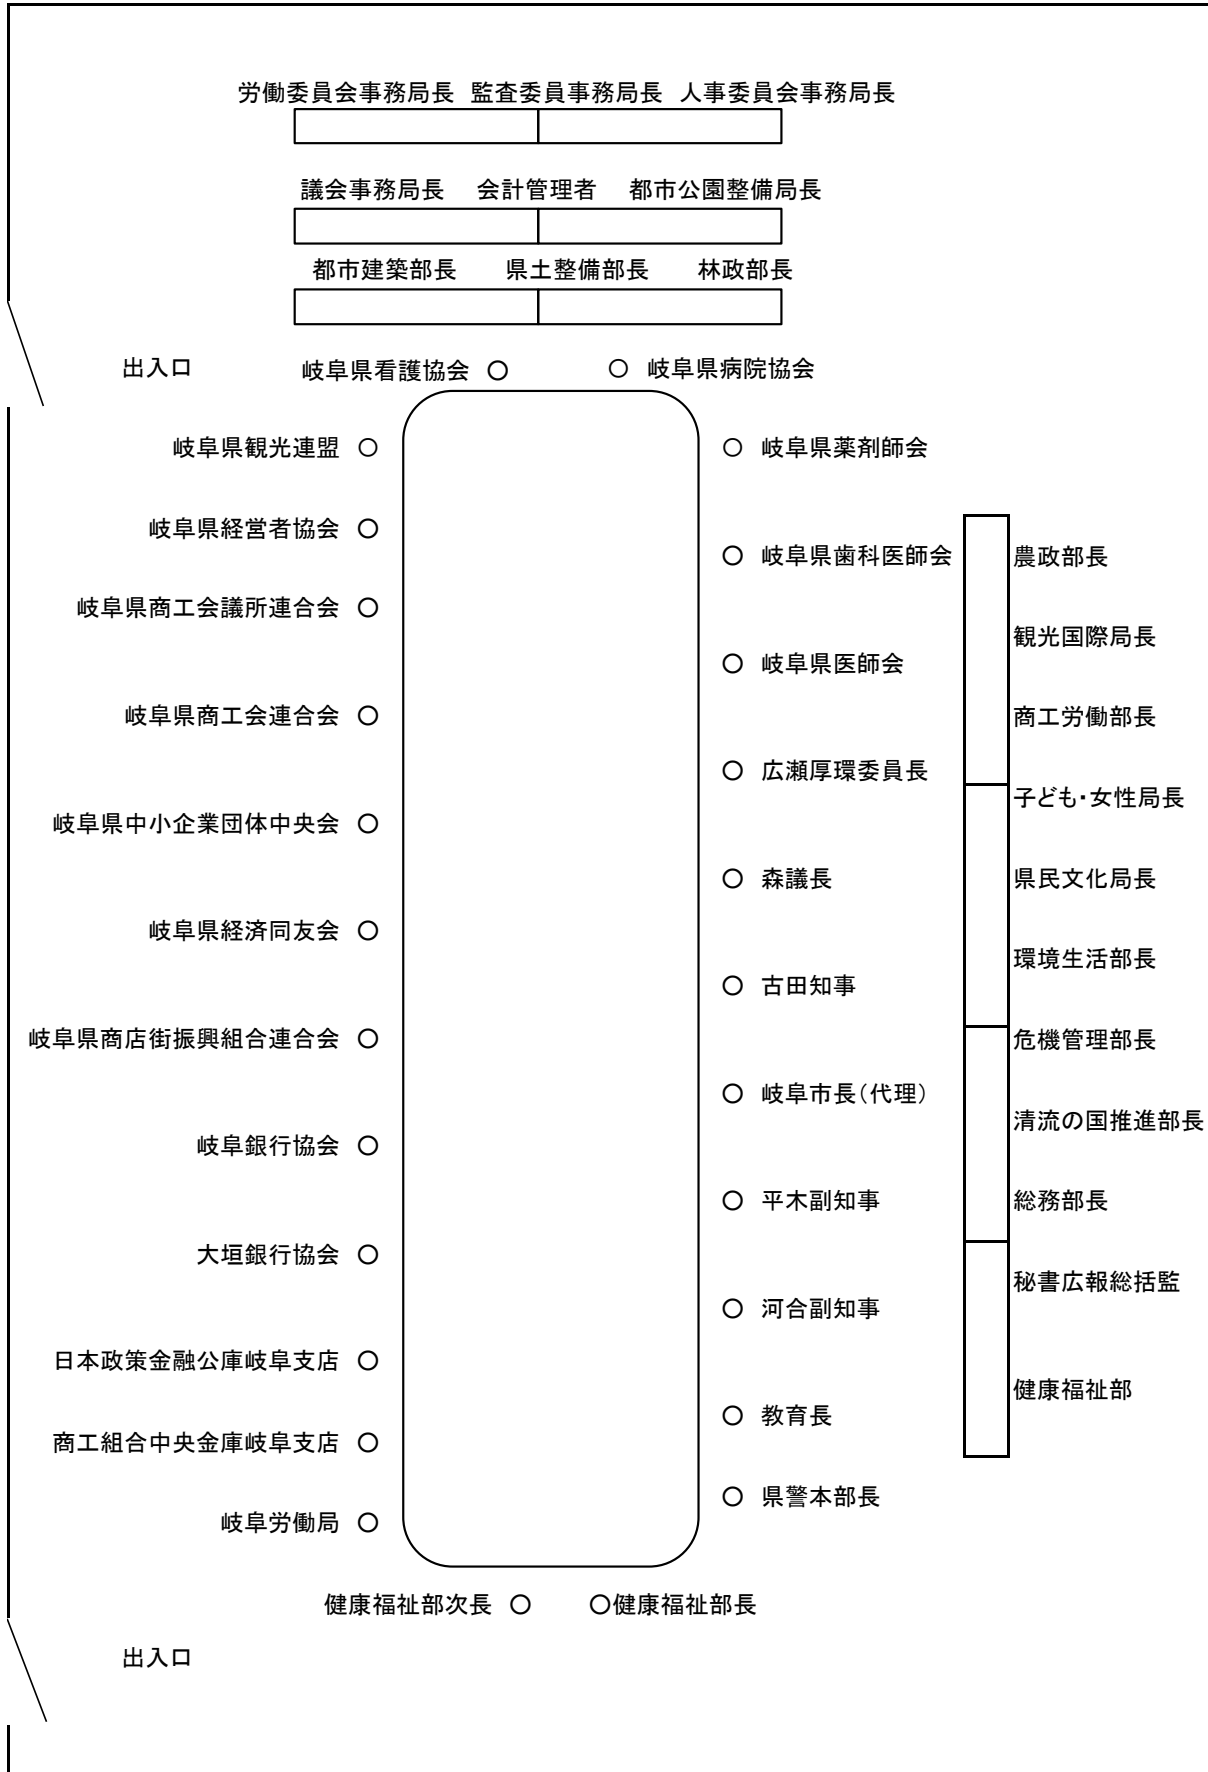 労働委員会事務局長 監査委員事務局長 人事委員会事務局長
議会事務局長 会計管理者 都市公園整備局長
都市建築部長 県土整備部長 林政部長
出入口 岐阜県看護協会 ○ ○ 岐阜県病院協会
岐阜県観光連盟 ○ ○ 岐阜県薬剤師会
岐阜県経営者協会 ○
○ 岐阜県歯科医師会 農政部長
岐阜県商工会議所連合会 ○
観光国際局長
○ 岐阜県医師会
岐阜県商工会連合会 ○ 商工労働部長
○ 広瀬厚環委員長
子ども・女性局長
岐阜県中小企業団体中央会 ○
○ 森議長 県民文化局長
岐阜県経済同友会 ○
環境生活部長
○ 古田知事
岐阜県商店街振興組合連合会 ○ 危機管理部長
○ 岐阜市長（代理）
清流の国推進部長
岐阜銀行協会 ○
○ 平木副知事 総務部長
大垣銀行協会 ○
秘書広報総括監
○ 河合副知事
日本政策金融公庫岐阜支店 ○
健康福祉部
○ 教育長
商工組合中央金庫岐阜支店 ○
○ 県警本部長
岐阜労働局 ○
健康福祉部次長 ○ ○健康福祉部長
出入口